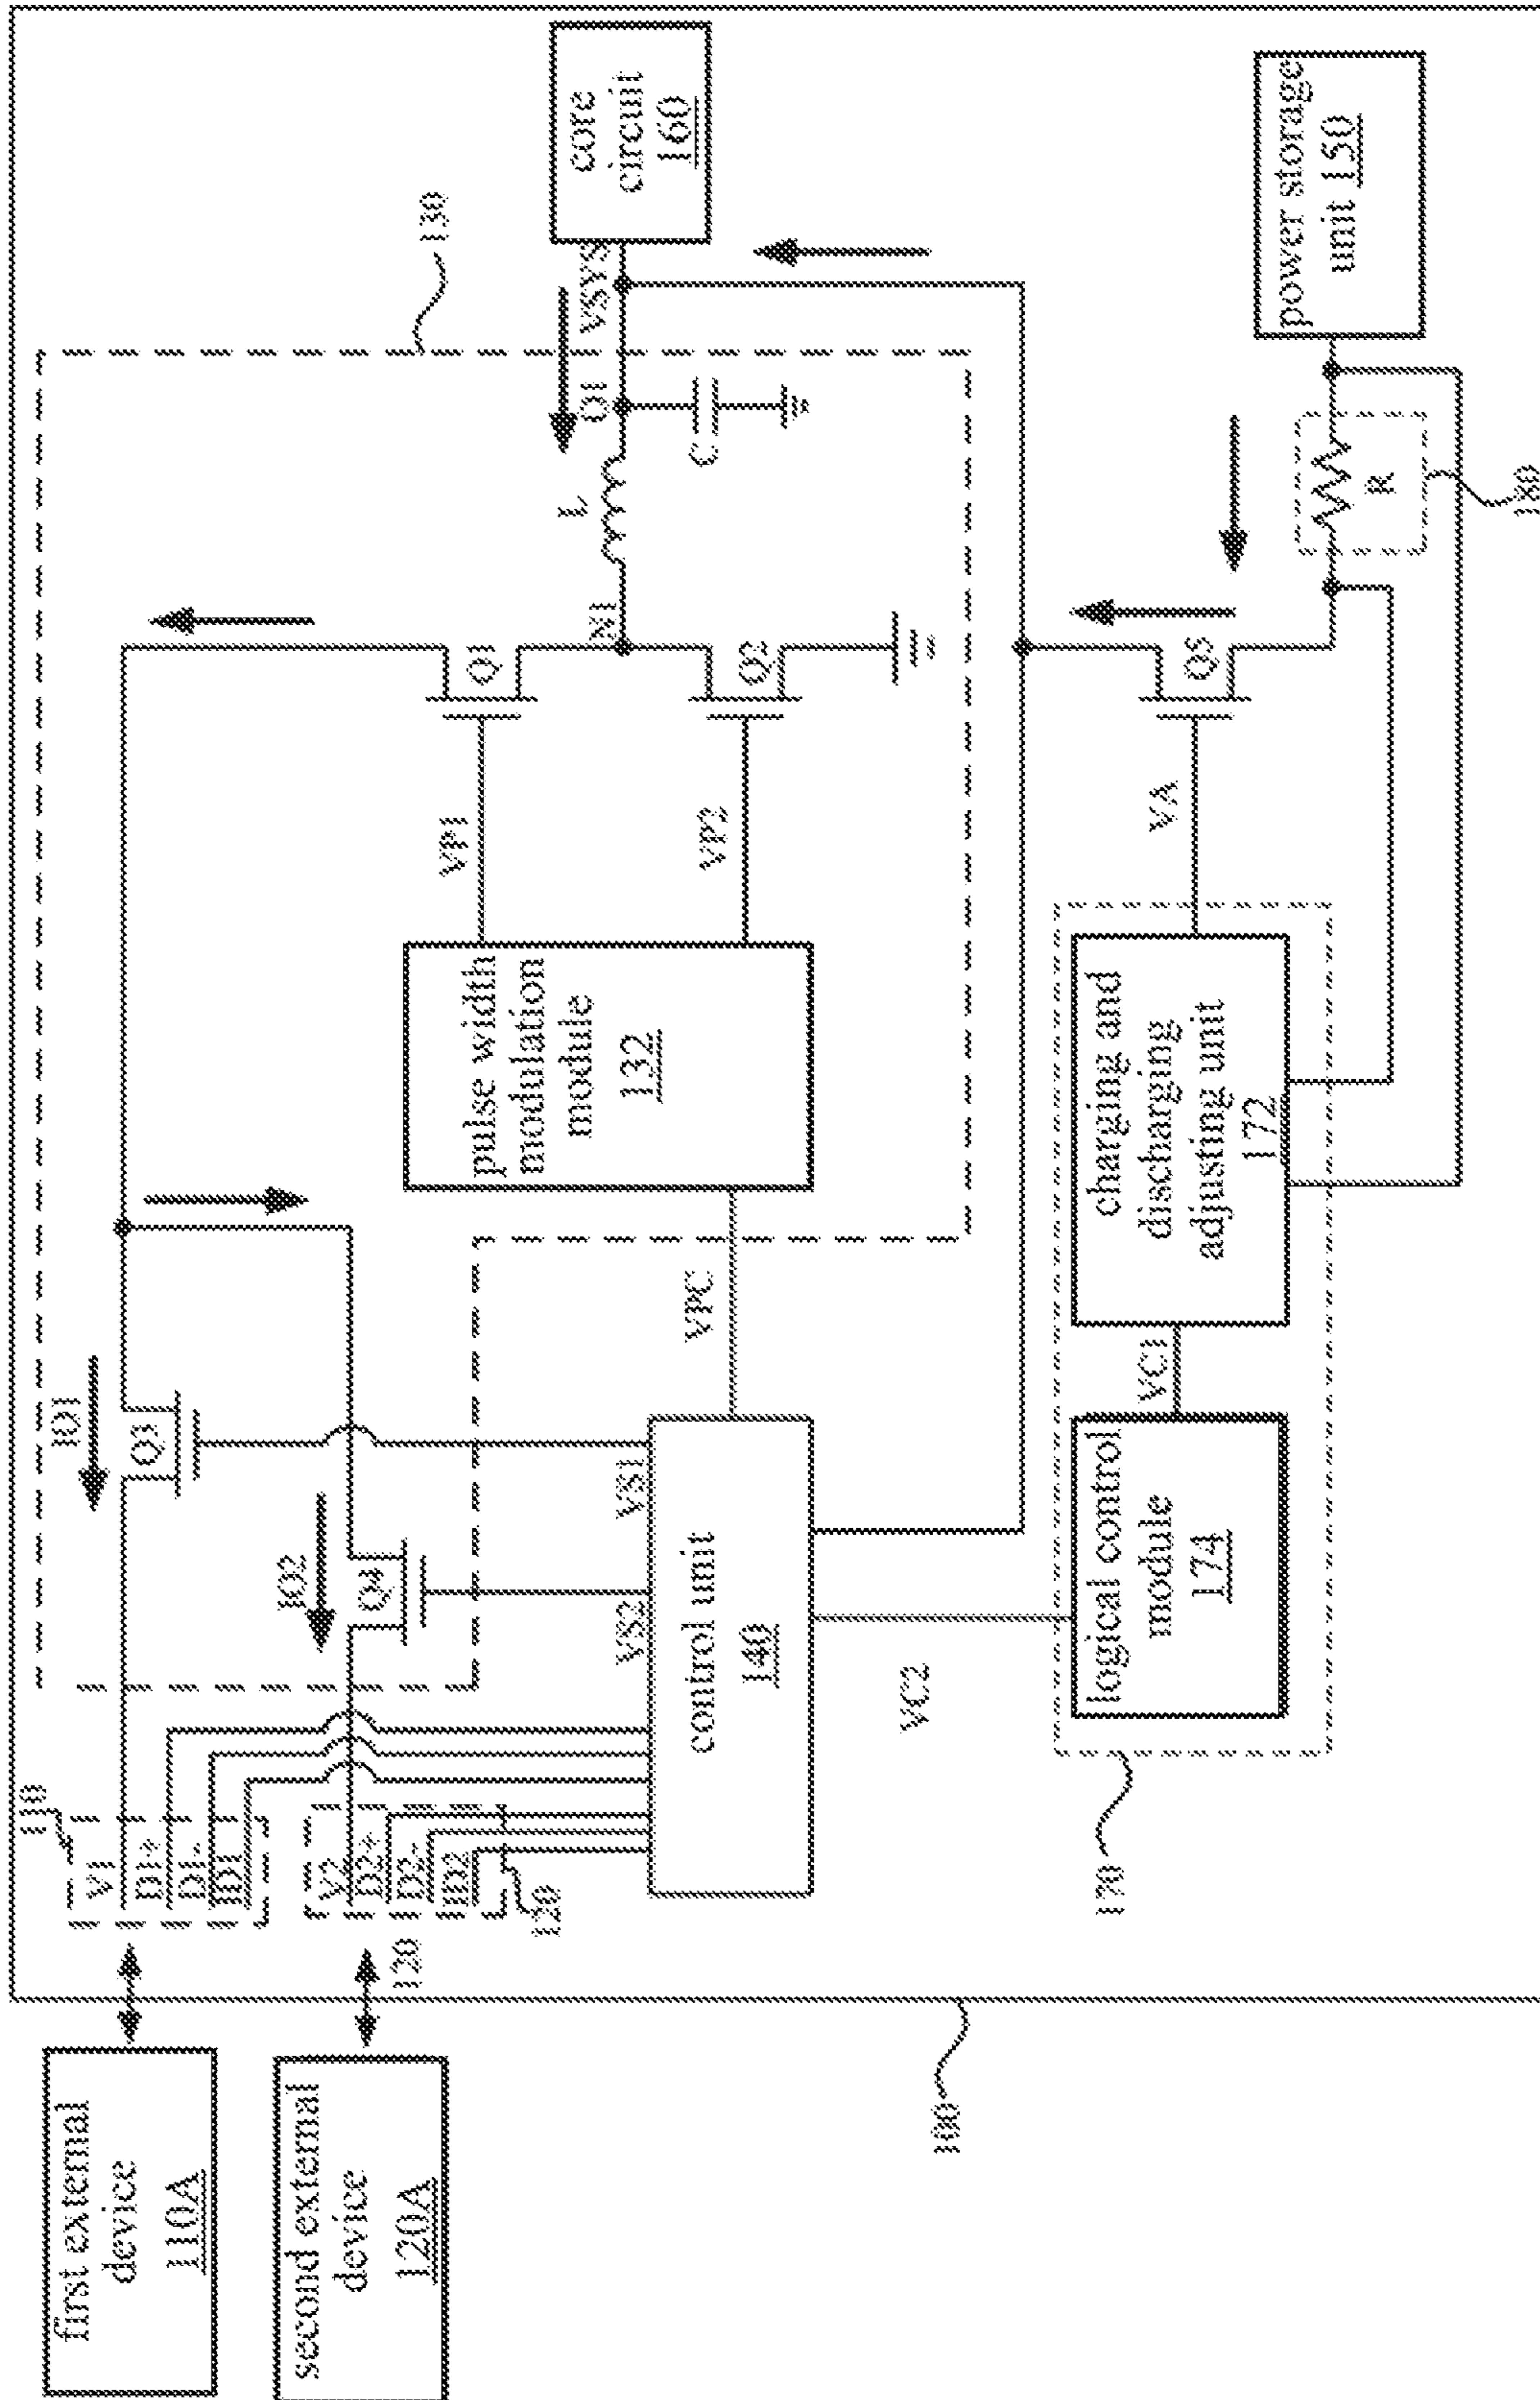 first external
device
110A
second external
device
120A
100
110
V1
D1+
D1-
ID1
V2
D2+
D2-
ID2
120
120
IO1
Q3
IO2
Q4
VS1
VS2
control unit
140
VPC
pulse width
modulation
module
132
VP1
VP2
Q1
Q2
N1
L
O1
C
130
VSYS
core
circuit
160
VC2
170
logical control
module
174
VC1
charging and
discharging
adjusting unit
172
VA
Q5
R
180
power storage
unit 150